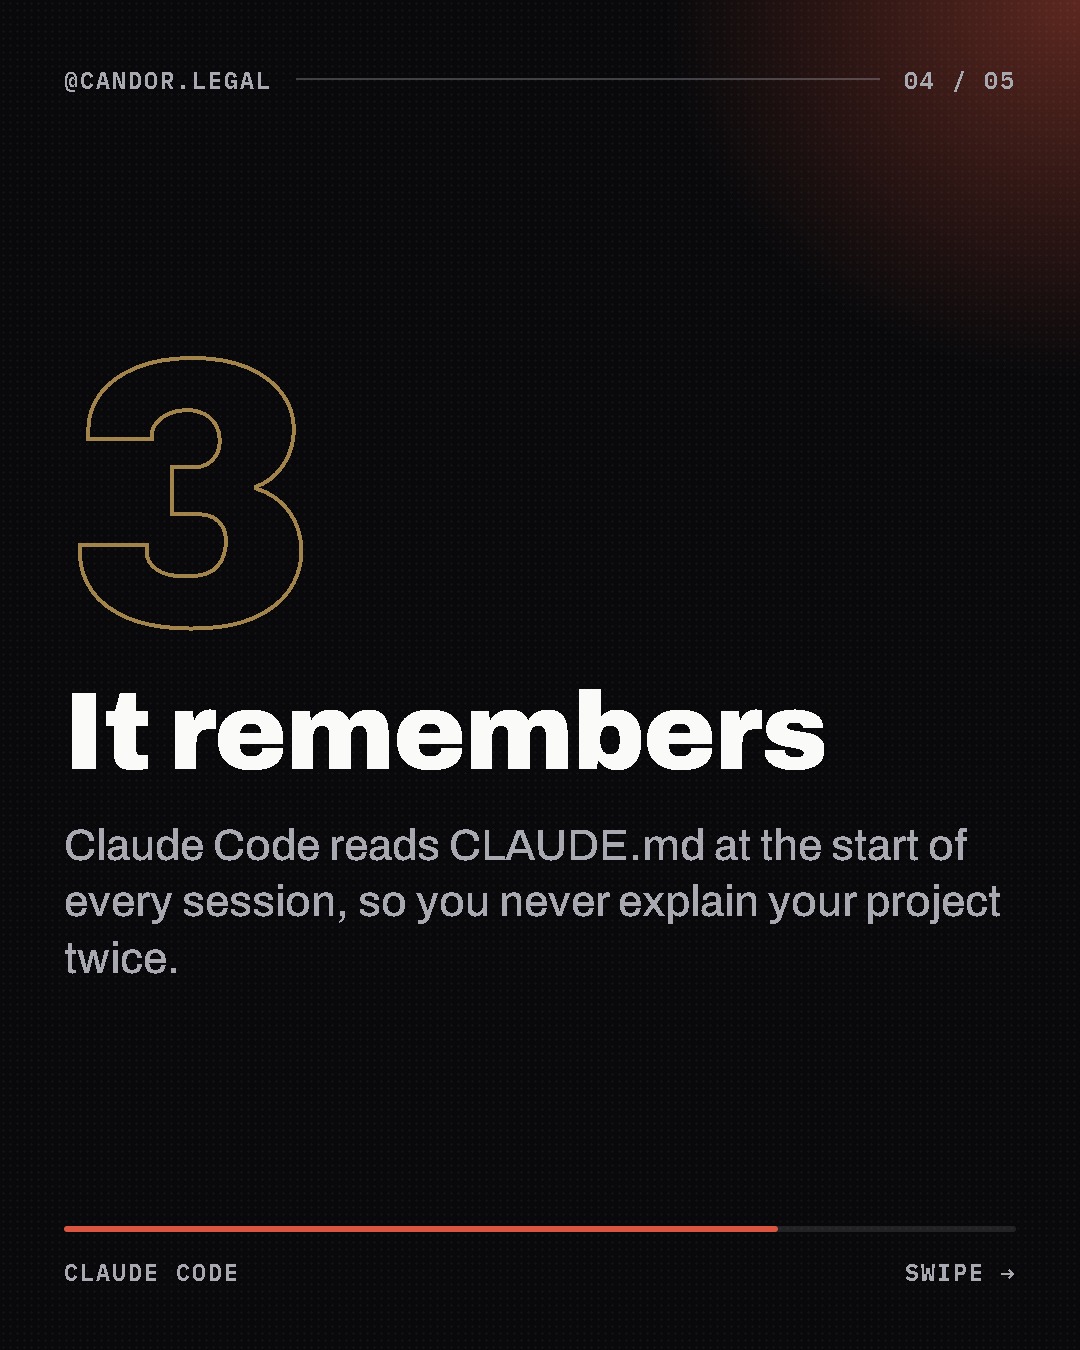 @CANDOR.LEGAL
04 / 05
3
It remembers
Claude Code reads CLAUDE.md at the start of
every session, so you never explain your project
twice.
CLAUDE CODE
SWIPE →